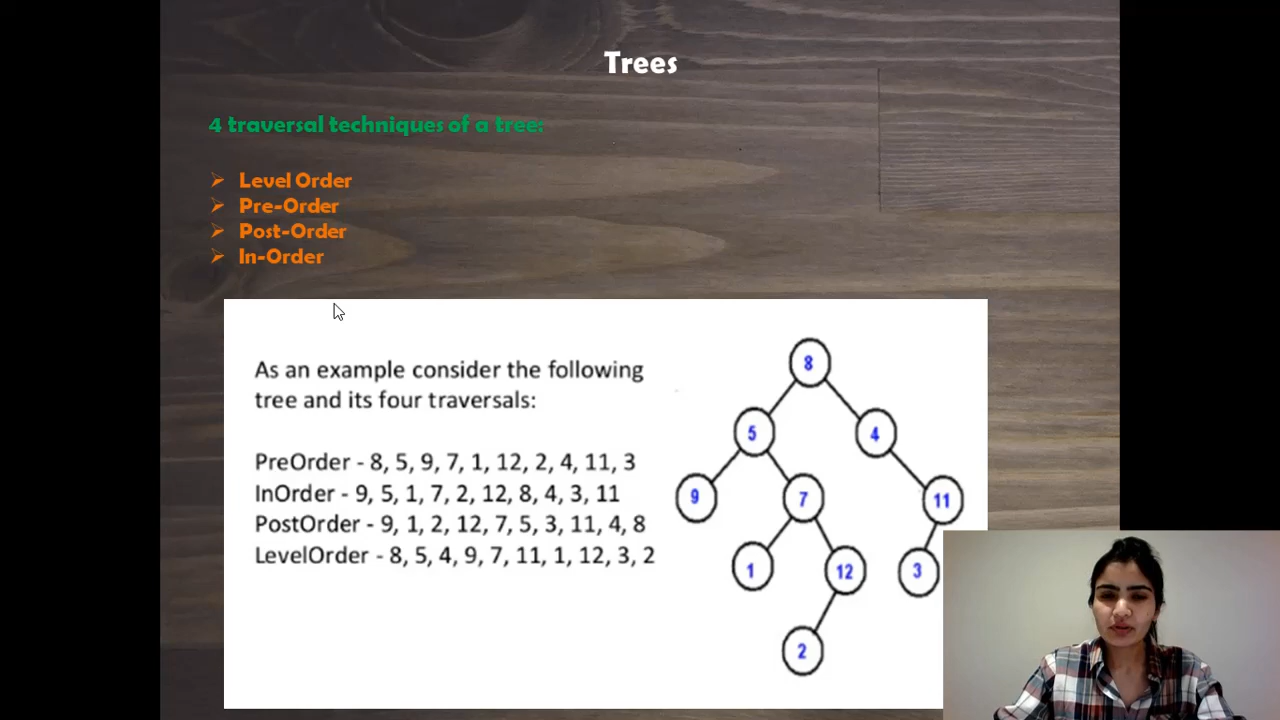 Trees
4 traversal techniques of a tree:
➢ Level Order
➢ Pre-Order
➢ Post-Order
➢ In-Order
As an example consider the following
tree and its four traversals:
PreOrder - 8, 5, 9, 7, 1, 12, 2, 4, 11, 3
InOrder - 9, 5, 1, 7, 2, 12, 8, 4, 3, 11
PostOrder - 9, 1, 2, 12, 7, 5, 3, 11, 4, 8
LevelOrder - 8, 5, 4, 9, 7, 11, 1, 12, 3, 2
8
5 4
9 7 11
1 12 3
2